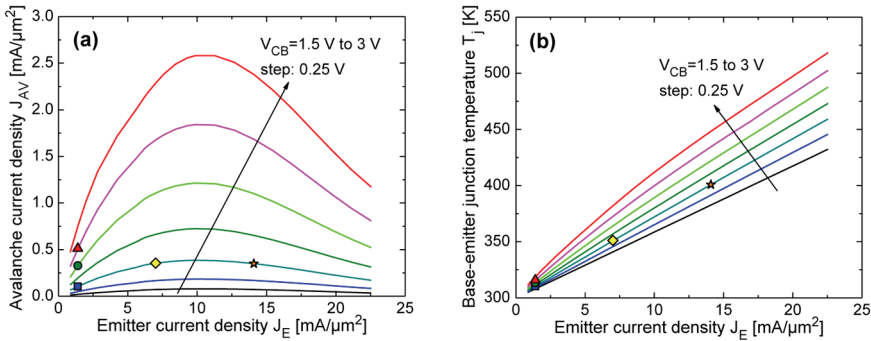 (a)
V_CB=1.5 V to 3 V
step: 0.25 V
Avalanche current density J_AV [mA/µm²]
3.0
2.5
2.0
1.5
1.0
0.5
0.0
0 5 10 15 20 25
Emitter current density J_E [mA/µm²]
(b)
V_CB=1.5 to 3 V
step: 0.25 V
Base-emitter junction temperature T_j [K]
550
500
450
400
350
300
0 5 10 15 20 25
Emitter current density J_E [mA/µm²]